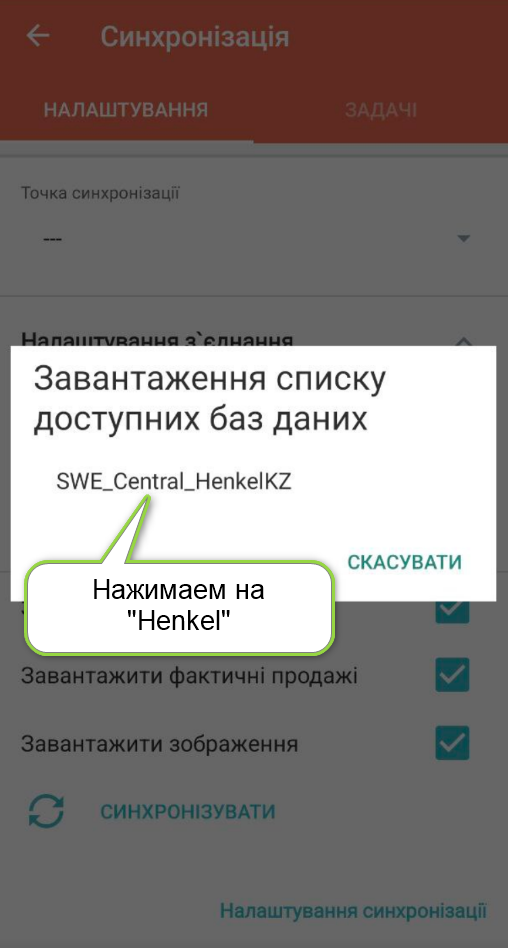 Синхронізація
НАЛАШТУВАННЯ
ЗАДАЧІ
Точка синхронізації
---
Налаштування з`єднання
Завантаження списку
доступних баз даних
SWE_Central_HenkelKZ
СКАСУВАТИ
Нажимаем на
"Henkel"
Завантажити фактичні продажі
Завантажити зображення
СИНХРОНІЗУВАТИ
Налаштування синхронізації